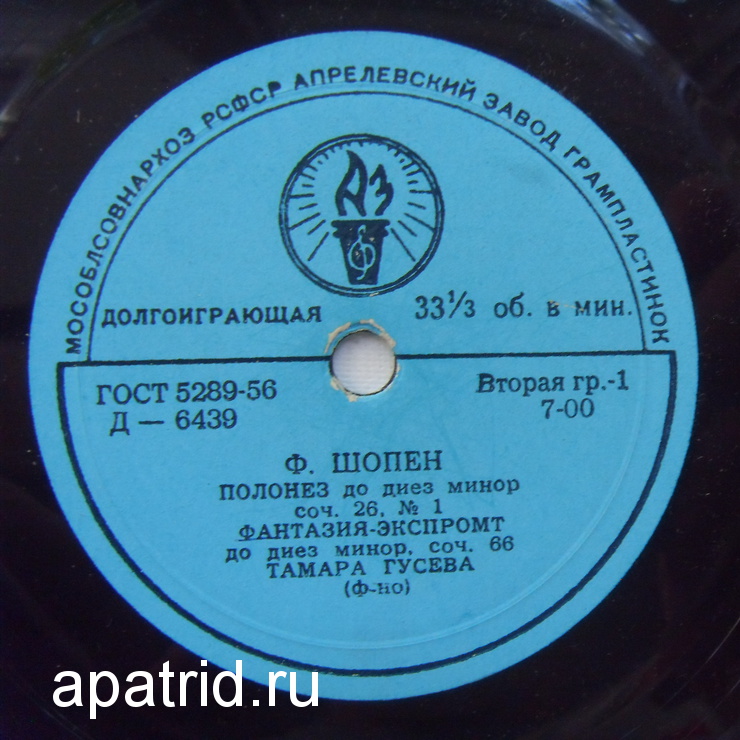 МОСОБЛСОВНАРХОЗ РСФСР АПРЕЛЕВСКИЙ ЗАВОД ГРАМПЛАСТИНОК
АЗ
ДОЛГОИГРАЮЩАЯ 33⅓ об. в мин.
ГОСТ 5289-56 Вторая гр.-1
Д — 6439 7-00
Ф. ШОПЕН
ПОЛОНЕЗ до диез минор
соч. 26, № 1
ФАНТАЗИЯ-ЭКСПРОМТ
до диез минор, соч. 66
ТАМАРА ГУСЕВА
(ф-но)
apatrid.ru